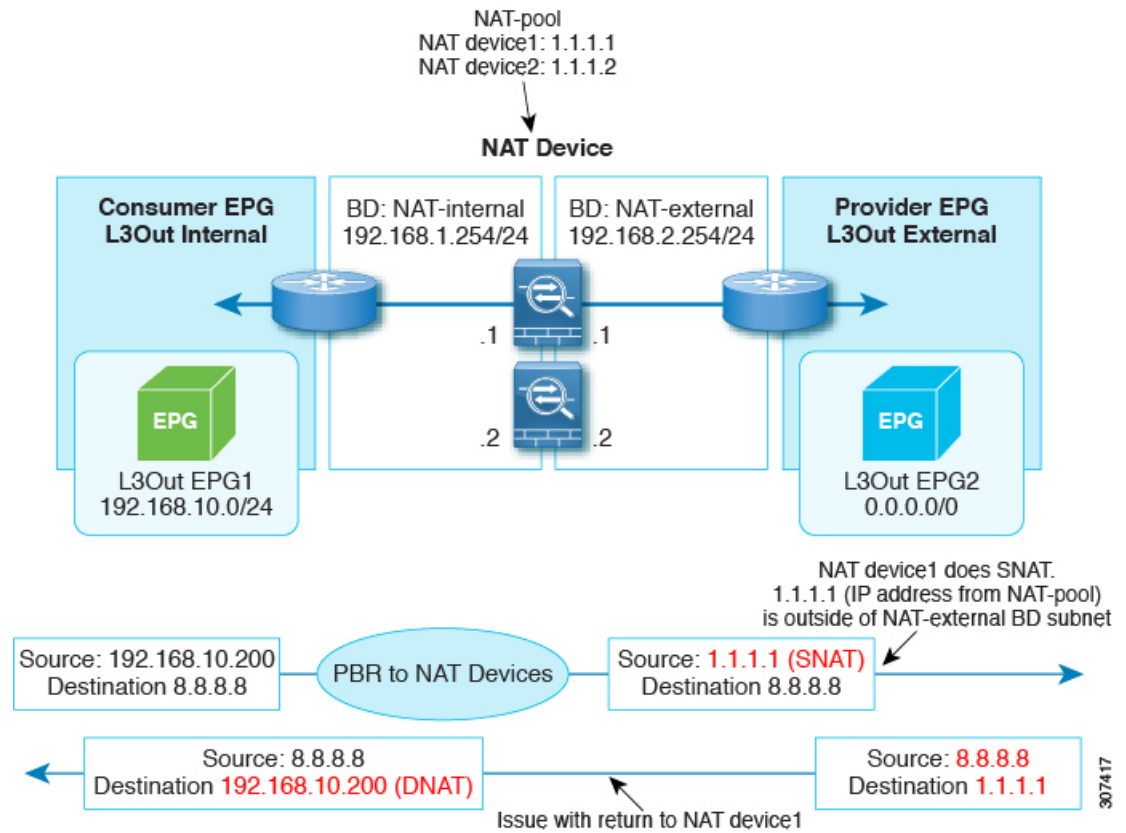 NAT-pool
NAT device1: 1.1.1.1
NAT device2: 1.1.1.2
NAT Device
Consumer EPG
L3Out Internal
BD: NAT-internal
192.168.1.254/24
BD: NAT-external
192.168.2.254/24
Provider EPG
L3Out External
.1
.1
EPG
EPG
.2
.2
L3Out EPG1
192.168.10.0/24
L3Out EPG2
0.0.0.0/0
NAT device1 does SNAT.
1.1.1.1 (IP address from NAT-pool)
is outside of NAT-external BD subnet
Source: 192.168.10.200
Destination 8.8.8.8
PBR to NAT Devices
Source: 1.1.1.1 (SNAT)
Destination 8.8.8.8
Source: 8.8.8.8
Destination 192.168.10.200 (DNAT)
Source: 8.8.8.8
Destination 1.1.1.1
Issue with return to NAT device1
307417